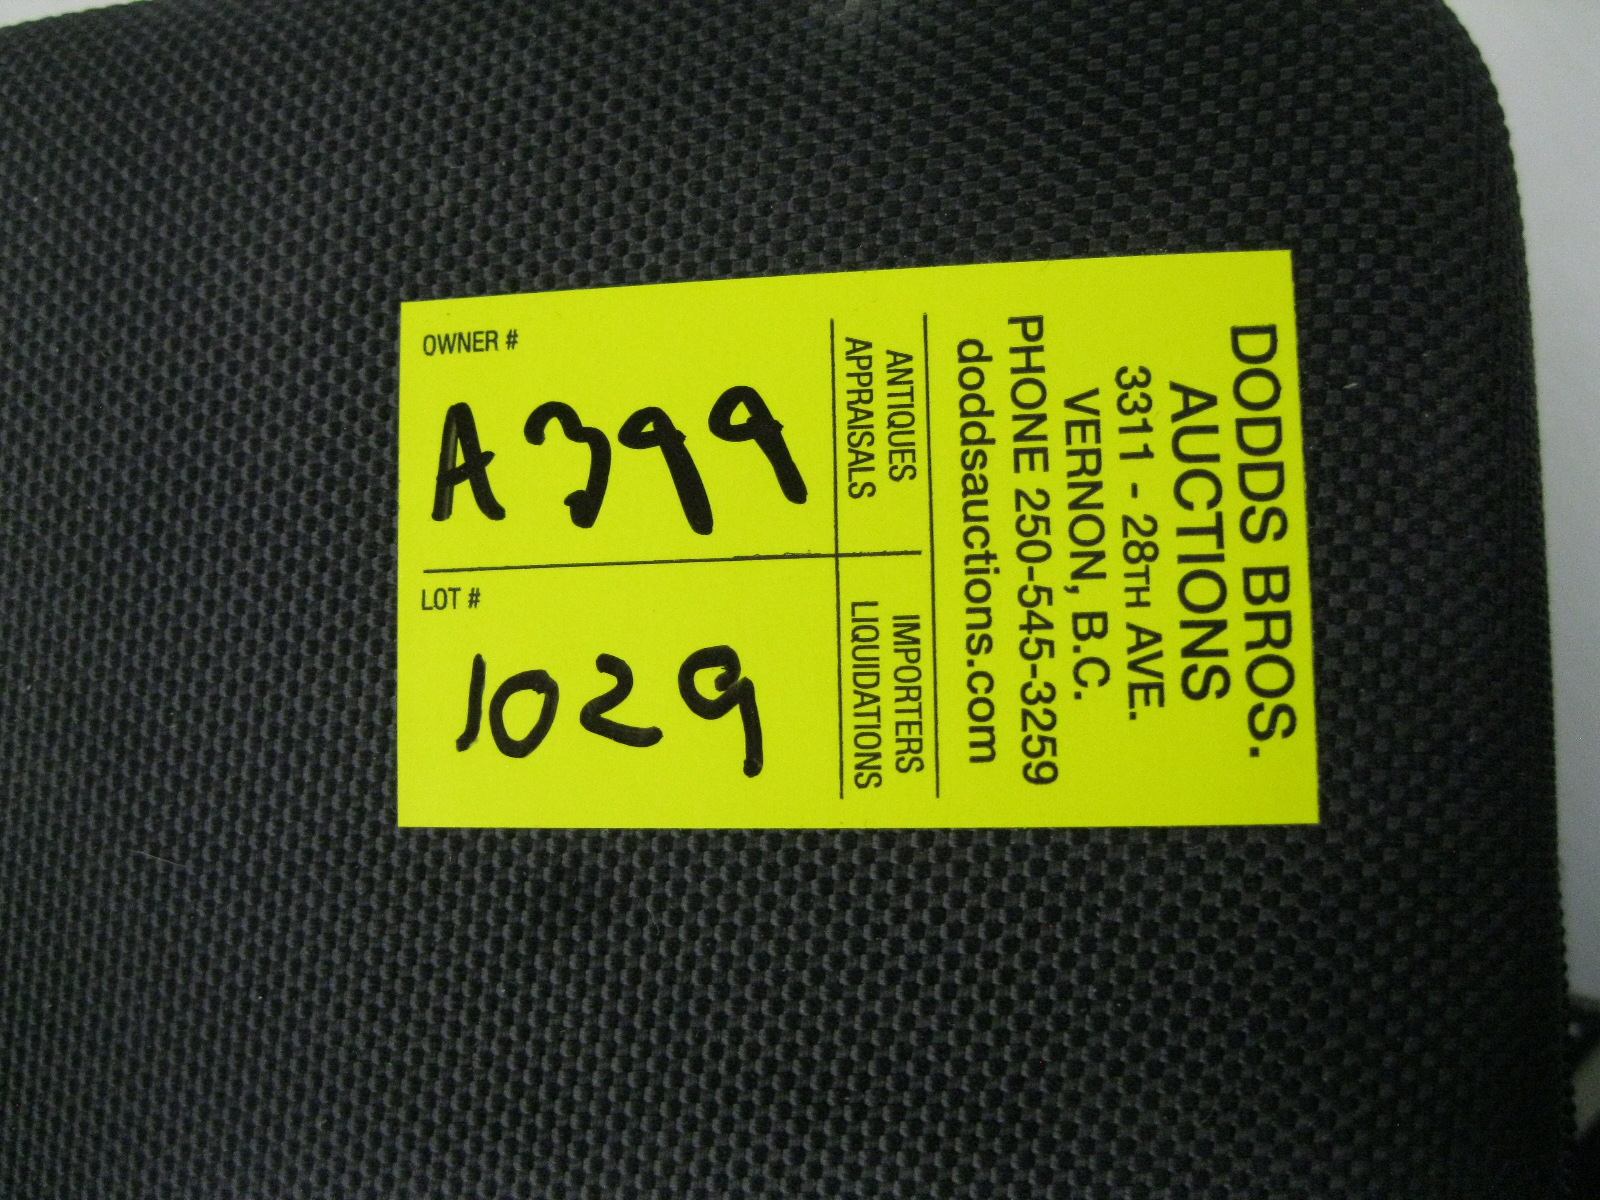 DODDS BROS.
AUCTIONS
3311 - 28TH AVE.
VERNON, B.C.
PHONE 250-545-3259
doddsauctions.com
ANTIQUES
APPRAISALS
IMPORTERS
LIQUIDATIONS
OWNER #
A399
LOT #
1029